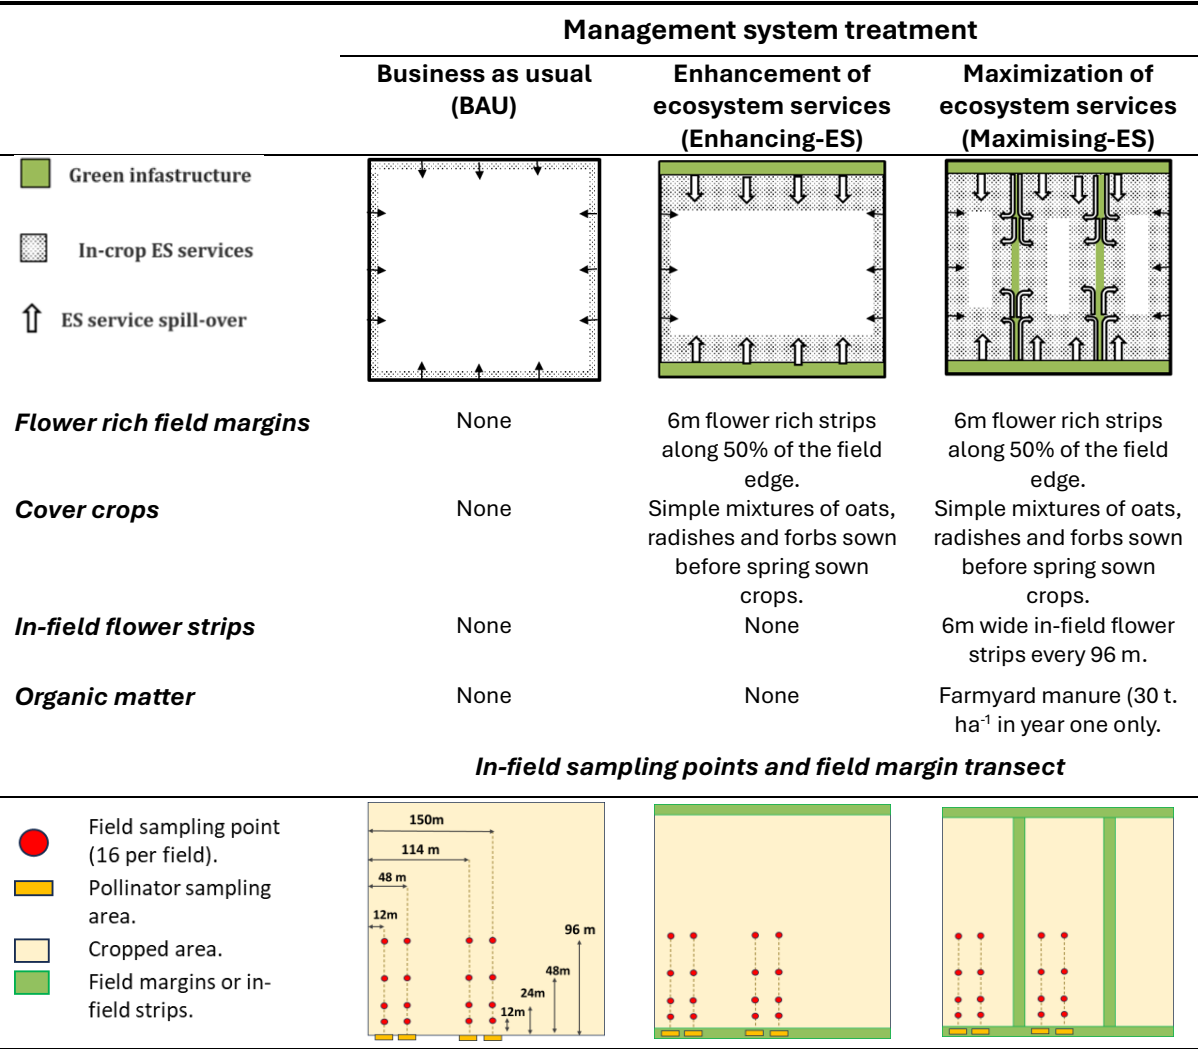 Management system treatment
Business as usual
(BAU)
Enhancement of
ecosystem services
(Enhancing-ES)
Maximization of
ecosystem services
(Maximising-ES)
Green infastructure
In-crop ES services
ES service spill-over
Flower rich field margins
None
6m flower rich strips
along 50% of the field
edge.
6m flower rich strips
along 50% of the field
edge.
Cover crops
None
Simple mixtures of oats,
radishes and forbs sown
before spring sown
crops.
Simple mixtures of oats,
radishes and forbs sown
before spring sown
crops.
In-field flower strips
None
None
6m wide in-field flower
strips every 96 m.
Organic matter
None
None
Farmyard manure (30 t.
ha-1 in year one only.
In-field sampling points and field margin transect
Field sampling point
(16 per field).
Pollinator sampling
area.
Cropped area.
Field margins or in-
field strips.
150m
114 m
48 m
12m
96 m
48m
24m
12m